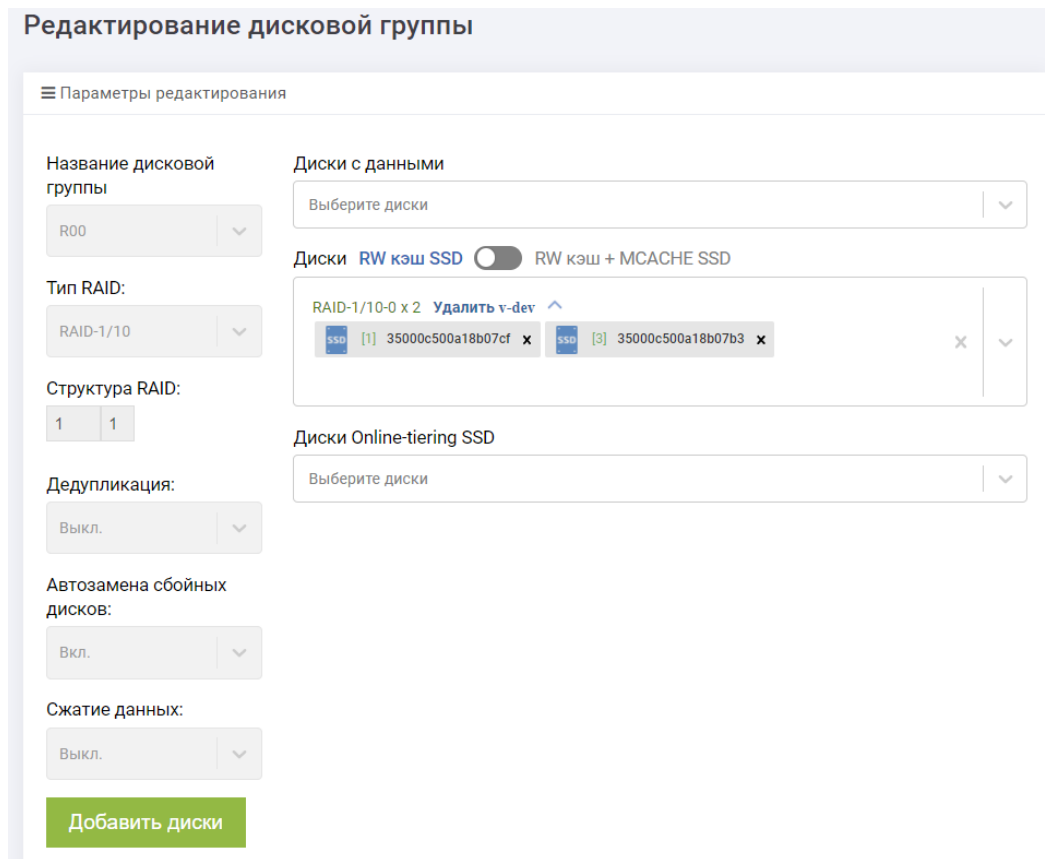 Редактирование дисковой группы
Параметры редактирования
Название дисковой
группы
R00
Тип RAID:
RAID-1/10
Структура RAID:
1 1
Дедупликация:
Выкл.
Автозамена сбойных
дисков:
Вкл.
Сжатие данных:
Выкл.
Добавить диски
Диски с данными
Выберите диски
Диски RW кэш SSD RW кэш + MCACHE SSD
RAID-1/10-0 x 2 Удалить v-dev
SSD [1] 35000c500a18b07cf x SSD [3] 35000c500a18b07b3 x
Диски Online-tiering SSD
Выберите диски